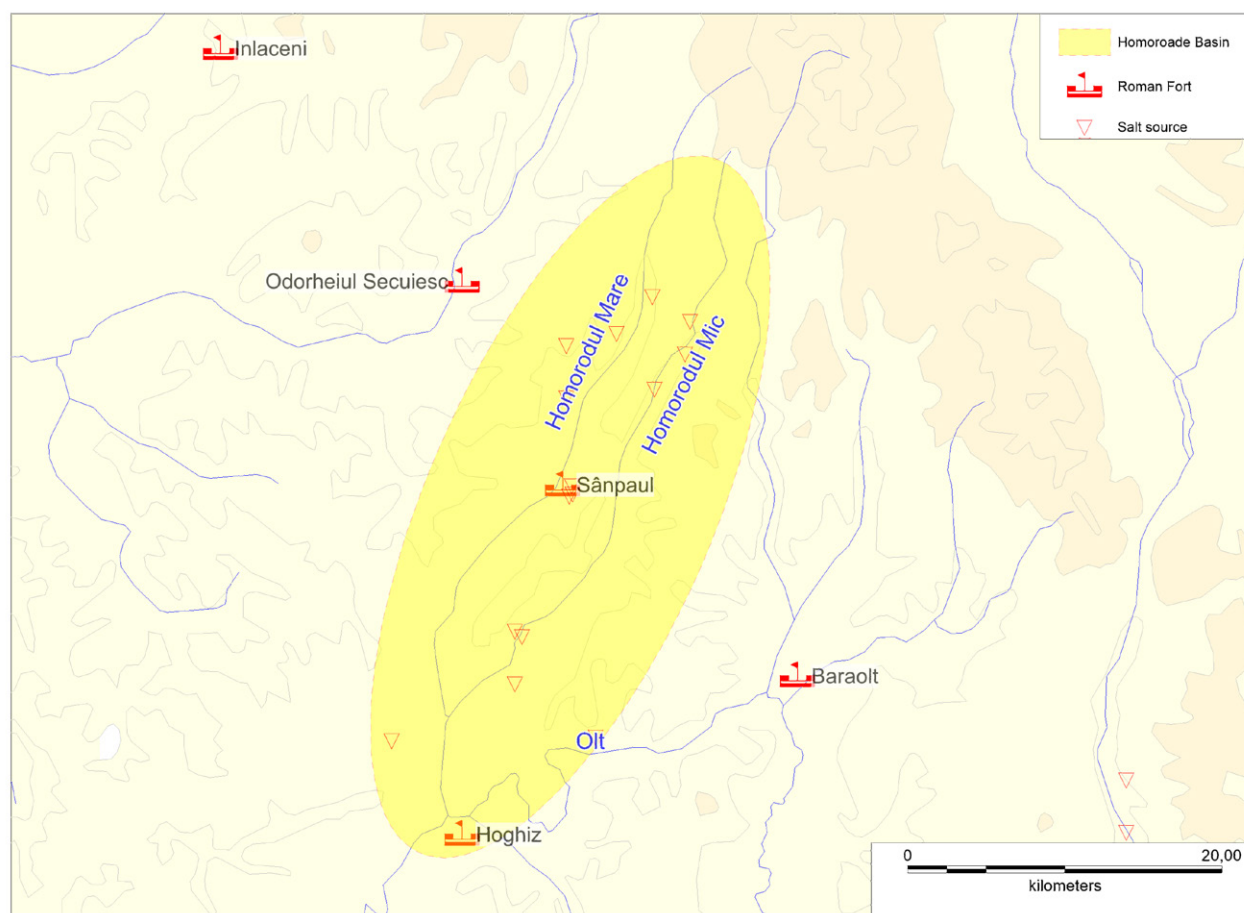 Inlaceni
Homoroade Basin
Roman Fort
Salt source
Odorheiul Secuiesc
Homorodul Mare
Homorodul Mic
Sânpaul
Baraolt
Olt
Hoghiz
0 20,00
kilometers